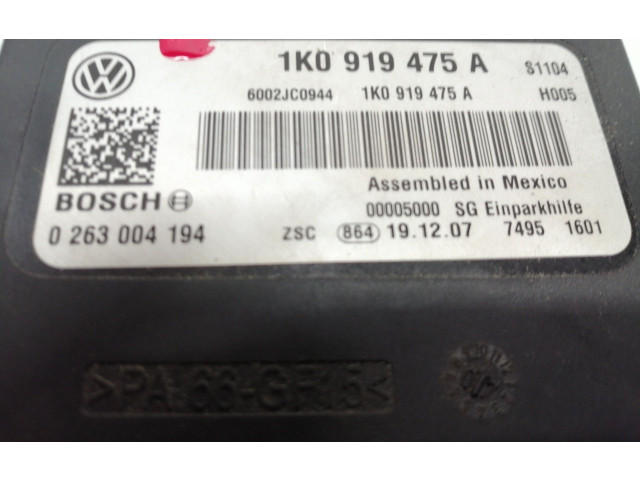 1K0 919 475 A S1104
6002JC0944 1K0 919 475 A H005
Assembled in Mexico
BOSCH
00005000 SG Einparkhilfe
0 263 004 194 ZSC 864 19.12.07 7495 1601
>PA 66-GF15<